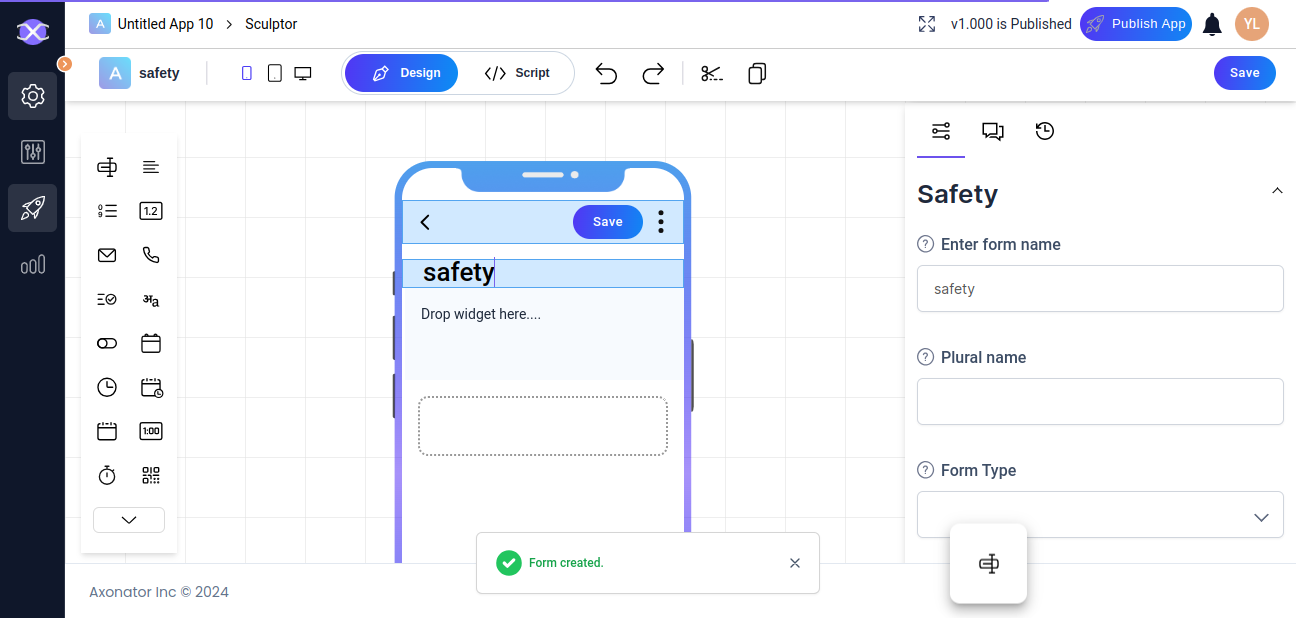 A Untitled App 10 > Sculptor
v1.000 is Published
Publish App
YL
A safety
Design
</> Script
Save
1.2
अa
1:00
Save
safety
Drop widget here....
Safety
? Enter form name
safety
? Plural name
? Form Type
Form created.
Axonator Inc © 2024